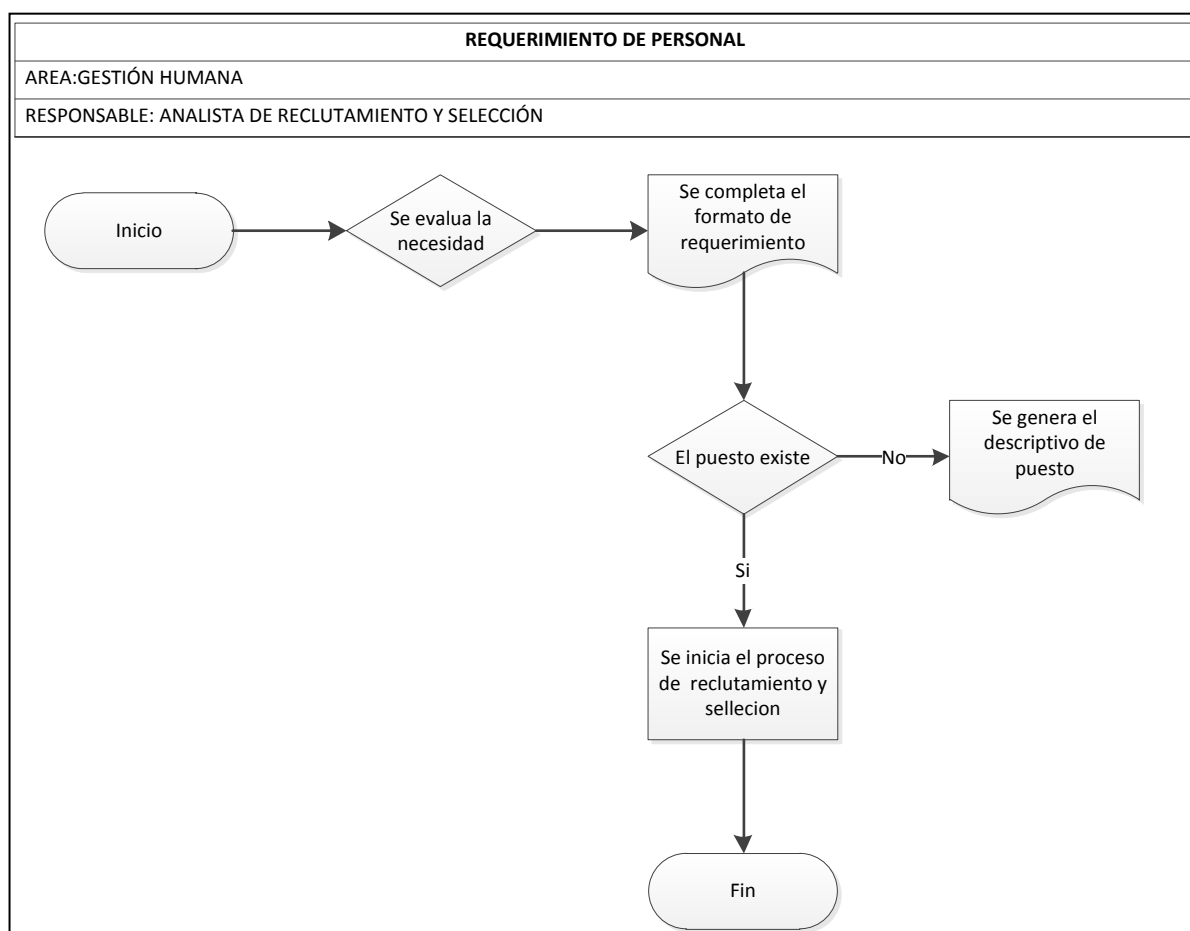 REQUERIMIENTO DE PERSONAL
AREA:GESTIÓN HUMANA
RESPONSABLE: ANALISTA DE RECLUTAMIENTO Y SELECCIÓN
Inicio
Se evalua la
necesidad
Se completa el
formato de
requerimiento
El puesto existe
No
Se genera el
descriptivo de
puesto
Si
Se inicia el proceso
de reclutamiento y
sellecion
Fin